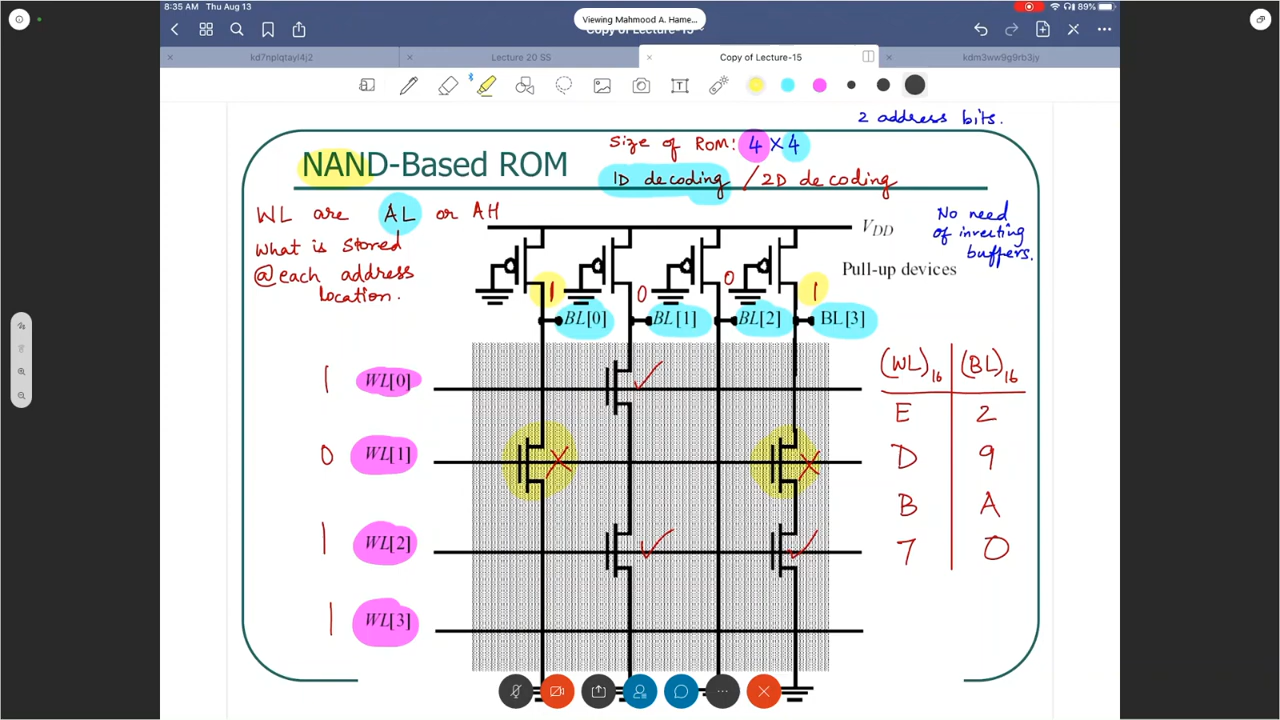 8:35 AM Thu Aug 13
Viewing Mahmood A. Hame...
89%
Copy of Lecture-15
kd7nplqtayl4j2
Lecture 20 SS
Copy of Lecture-15
kdm3ww9g9rb3jy
2 address bits.
Size of ROM: 4 X 4
NAND-Based ROM
1D decoding / 2D decoding
WL are AL or AH
What is stored
@each address
location.
No need
of inverting
buffers.
VDD
Pull-up devices
1 0 0 1
BL[0] BL[1] BL[2] BL[3]
(WL)16 (BL)16
1 WL[0]
E 2
0 WL[1]
D 9
B A
1 WL[2]
7 0
1 WL[3]